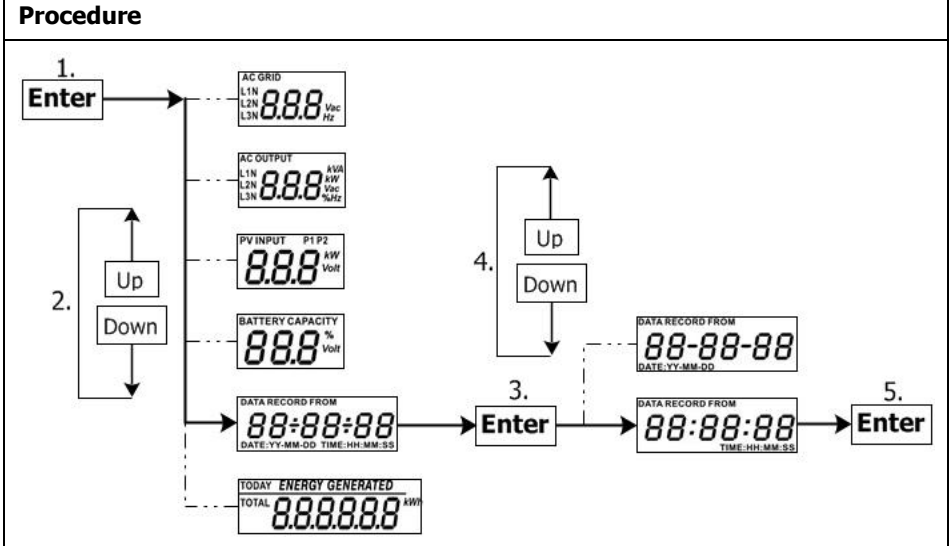 Procedure
1.
Enter
AC GRID
L1N
L2N
L3N
8.8.8
Vac
Hz
AC OUTPUT
L1N
L2N
L3N
8.8.8
kVA
kW
Vac
%Hz
2.
Up
Down
PV INPUT P1 P2
8.8.8
kW
Volt
BATTERY CAPACITY
88.8
%
Volt
DATA RECORD FROM
88:88:88
DATE:YY-MM-DD TIME:HH:MM:SS
TODAY ENERGY GENERATED
TOTAL
8.8.8.8.8.8
kWh
3.
Enter
4.
Up
Down
DATA RECORD FROM
88-88-88
DATE:YY-MM-DD
DATA RECORD FROM
88:88:88
TIME:HH:MM:SS
5.
Enter